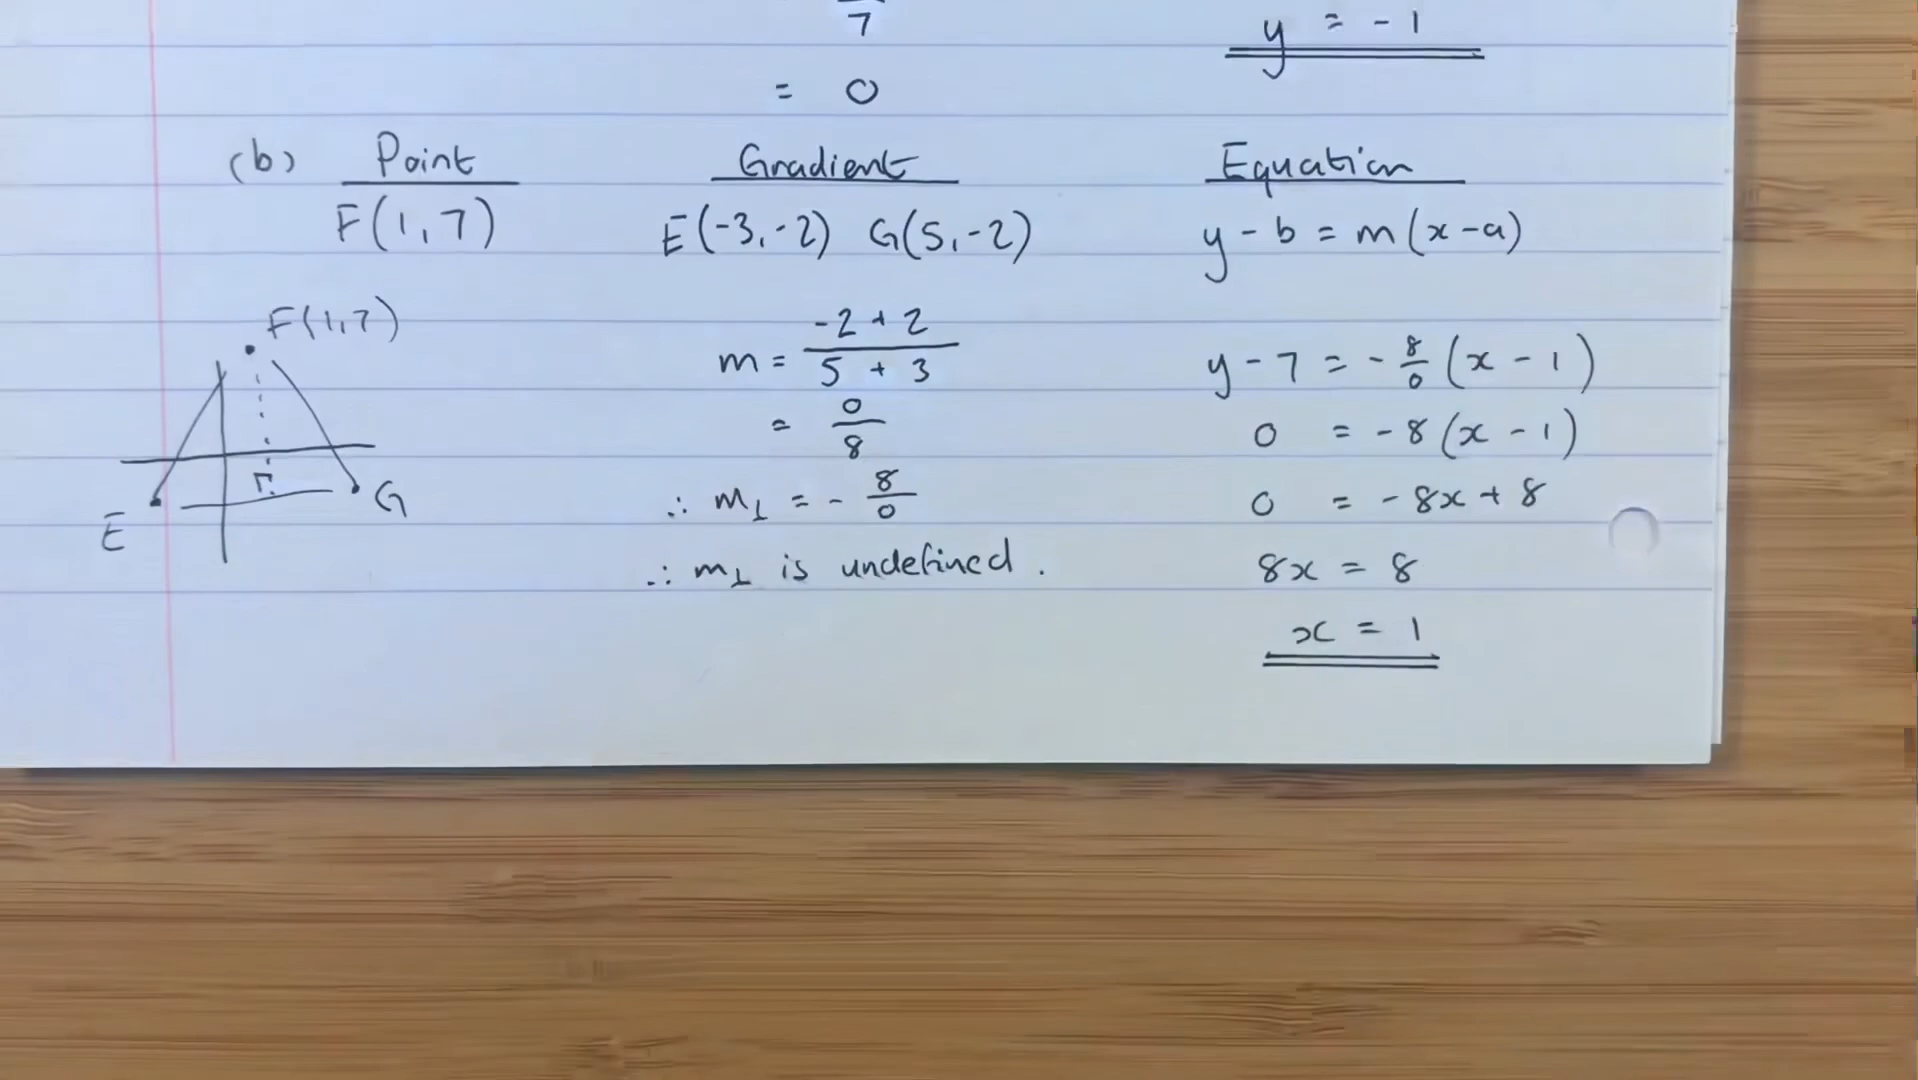 7
y = - 1
= 0
(b) Point Gradient Equation
F(1,7) E(-3,-2) G(5,-2) y - b = m(x-a)
F(1,7)
m = -2 + 2 / 5 + 3
y - 7 = - 8/0 (x - 1)
= 0/8
0 = -8(x - 1)
E G
∴ m⊥ = - 8/0
0 = -8x + 8
∴ m⊥ is undefined.
8x = 8
x = 1